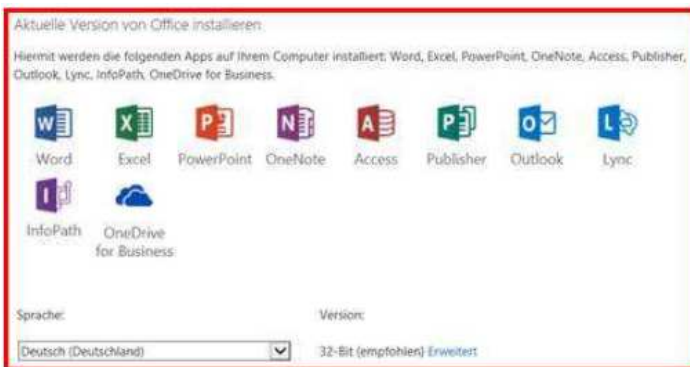 Aktuelle Version von Office installieren
Hiermit werden die folgenden Apps auf Ihrem Computer installiert: Word, Excel, PowerPoint, OneNote, Access, Publisher,
Outlook, Lync, InfoPath, OneDrive for Business.
Word Excel PowerPoint OneNote Access Publisher Outlook Lync
InfoPath OneDrive
for Business
Sprache: Version:
Deutsch (Deutschland) 32-Bit (empfohlen) Erweitert